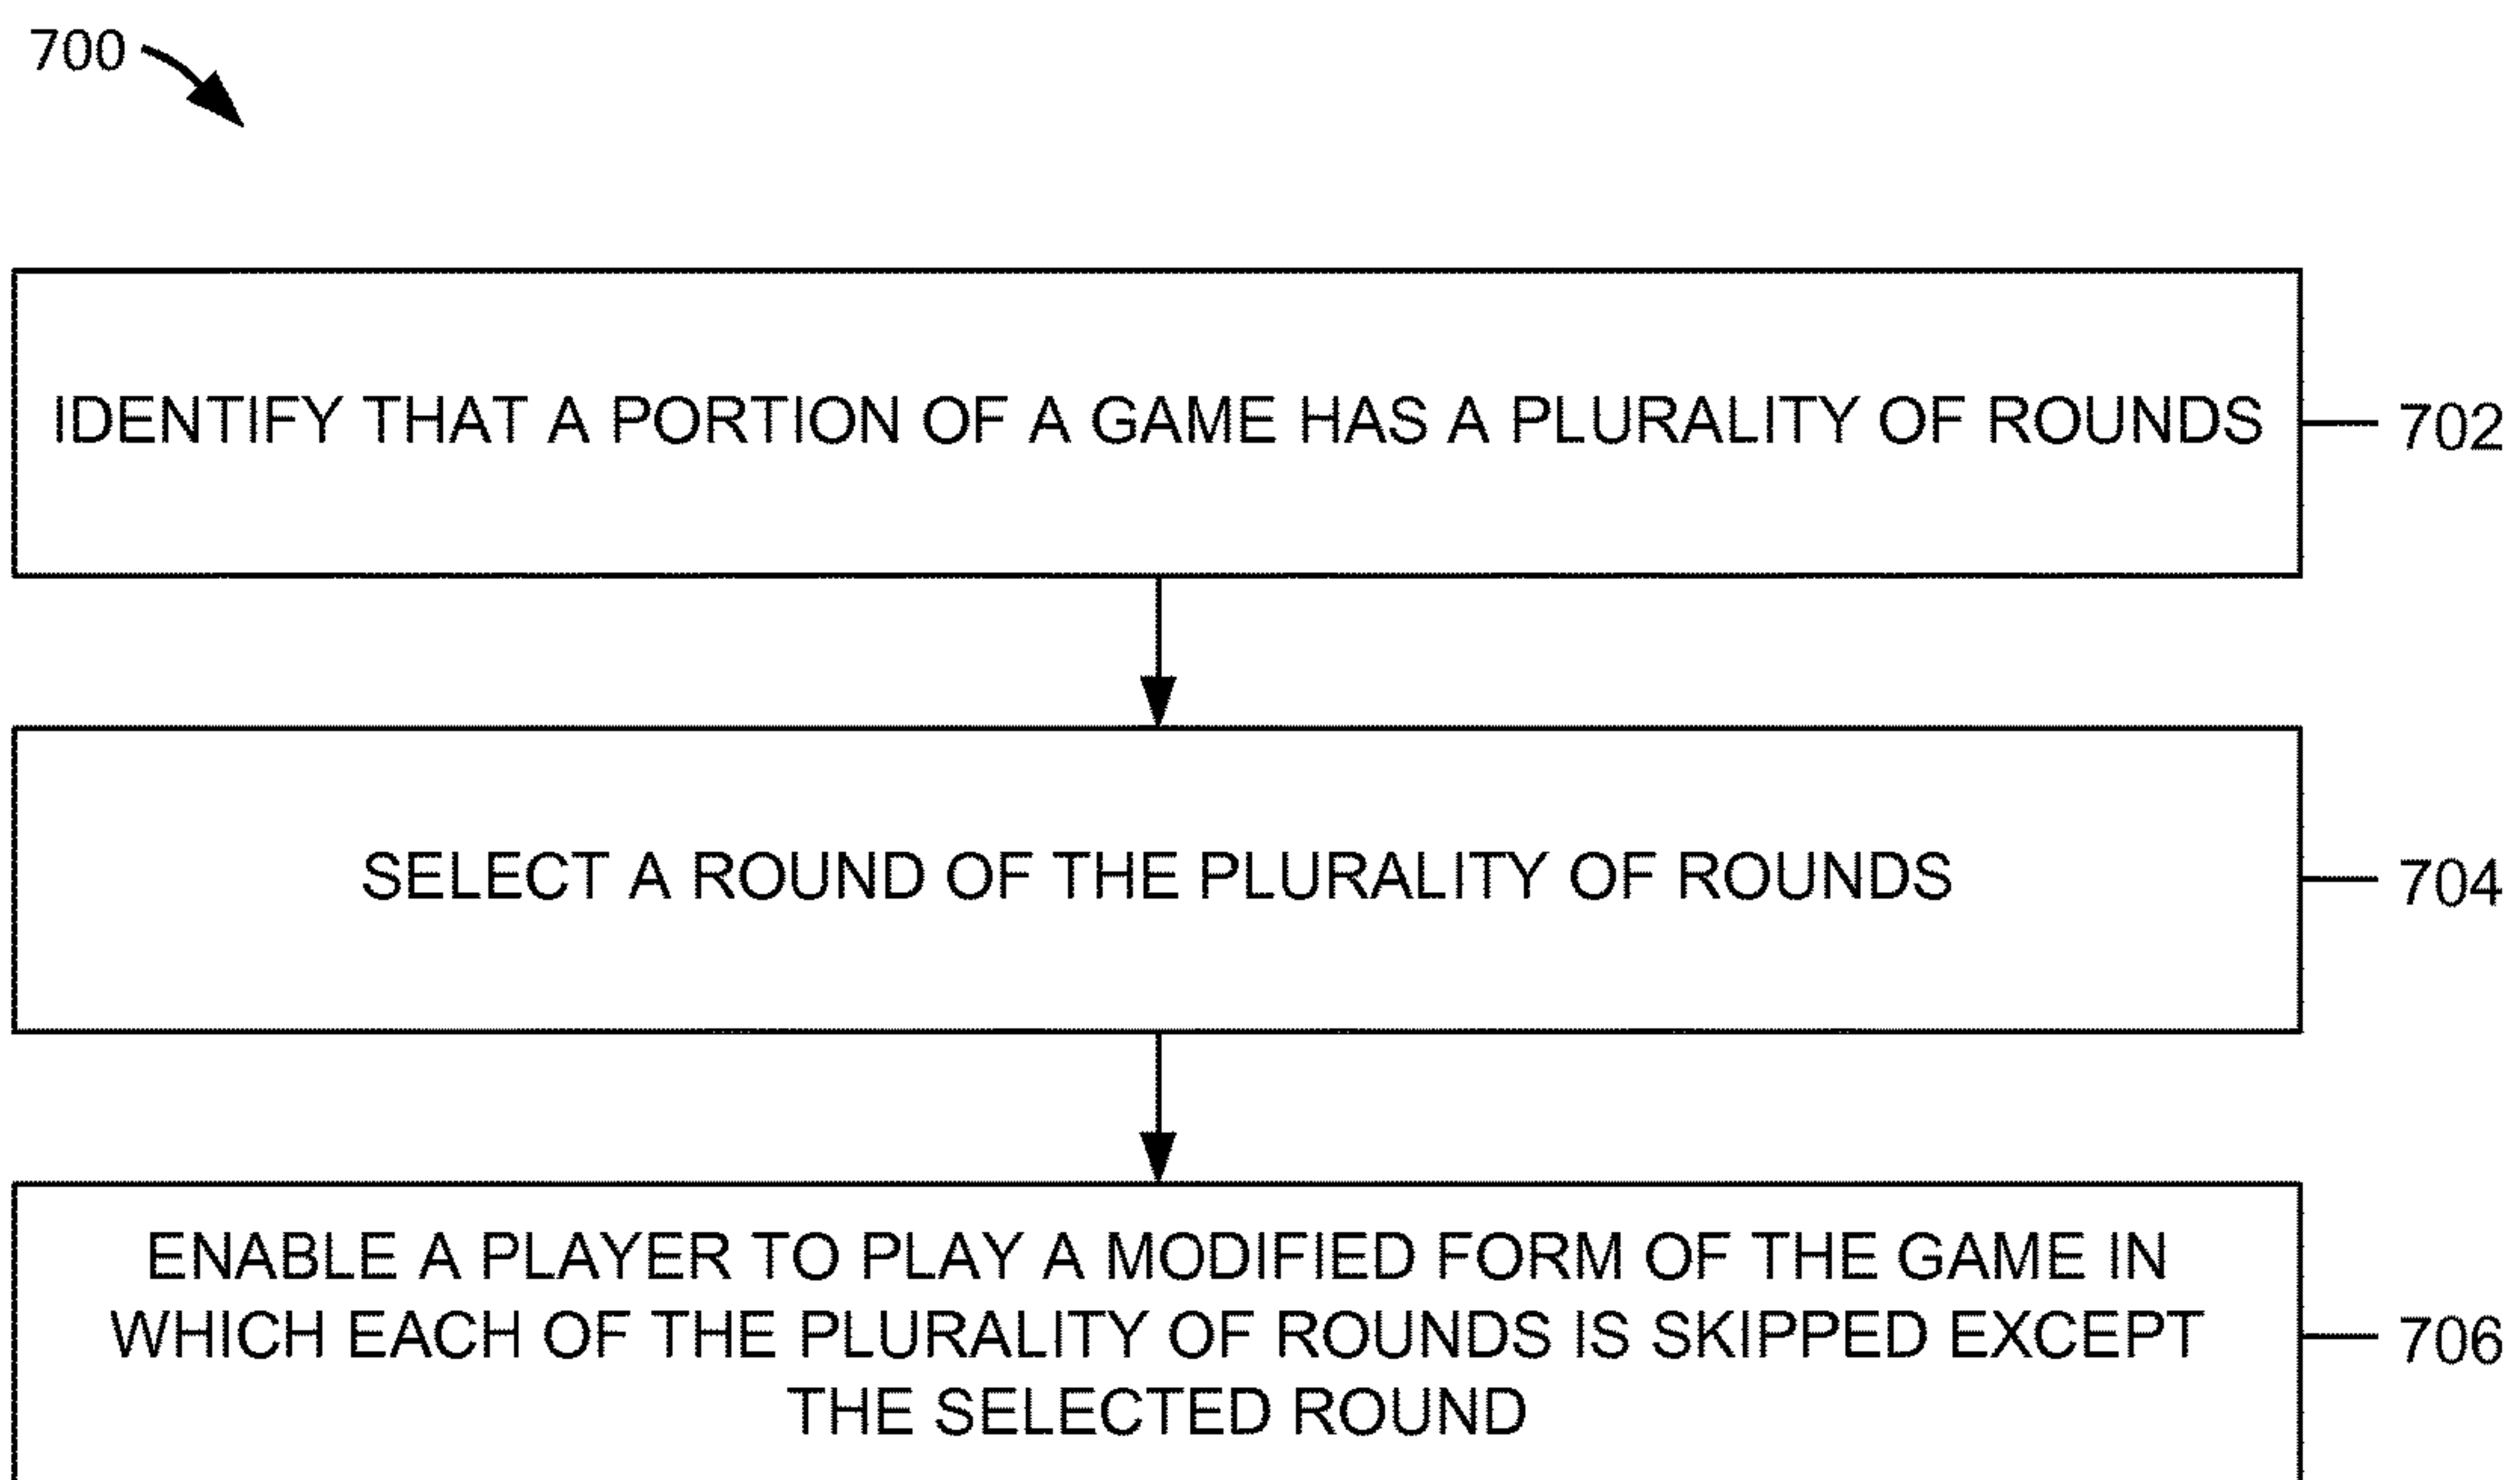 700
IDENTIFY THAT A PORTION OF A GAME HAS A PLURALITY OF ROUNDS
702
SELECT A ROUND OF THE PLURALITY OF ROUNDS
704
ENABLE A PLAYER TO PLAY A MODIFIED FORM OF THE GAME IN
WHICH EACH OF THE PLURALITY OF ROUNDS IS SKIPPED EXCEPT
THE SELECTED ROUND
706